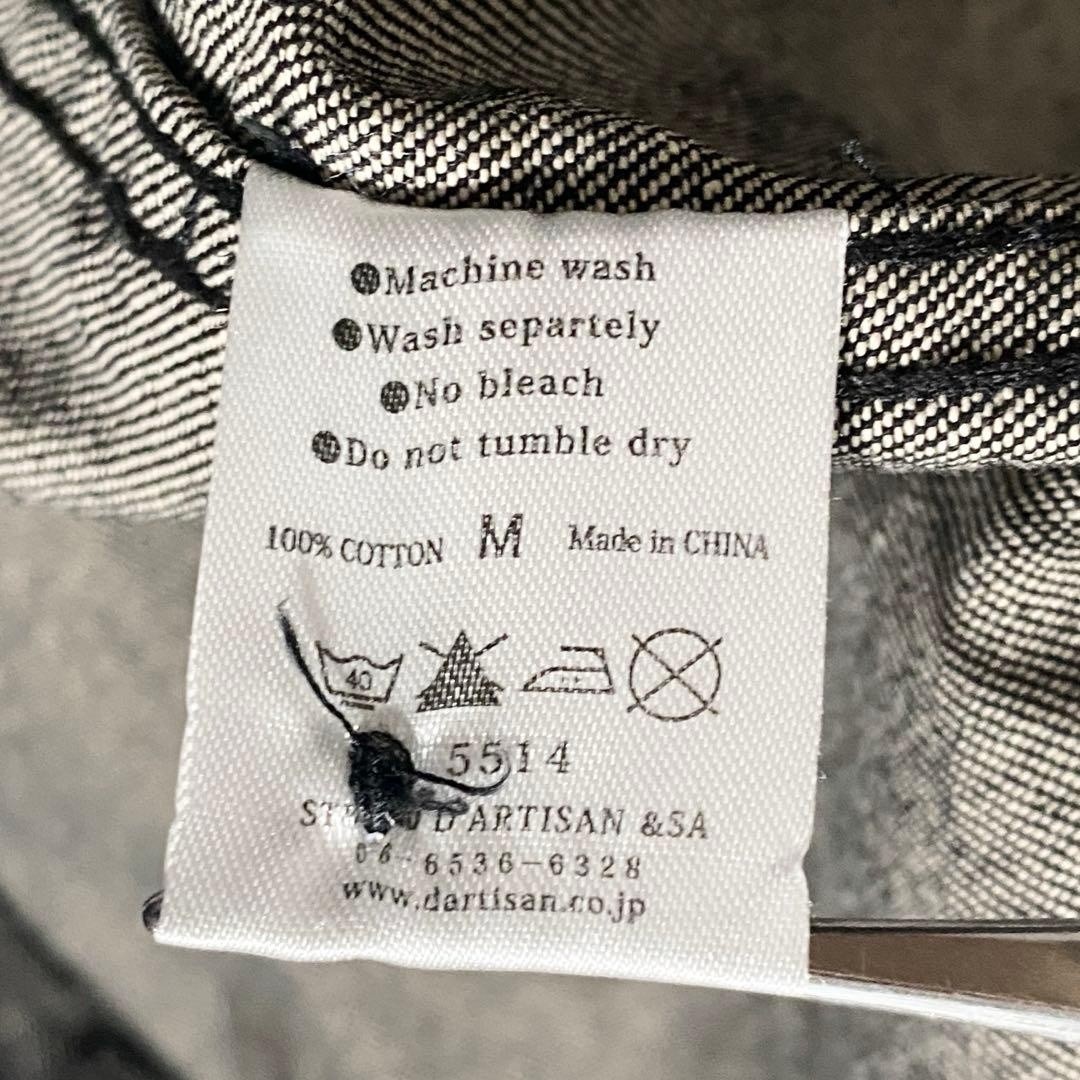 ●Machine wash
●Wash separtely
●No bleach
●Do not tumble dry
100% COTTON M Made in CHINA
40
5514
D'ARTISAN &SA
06-6536-6328
www.dartisan.co.jp